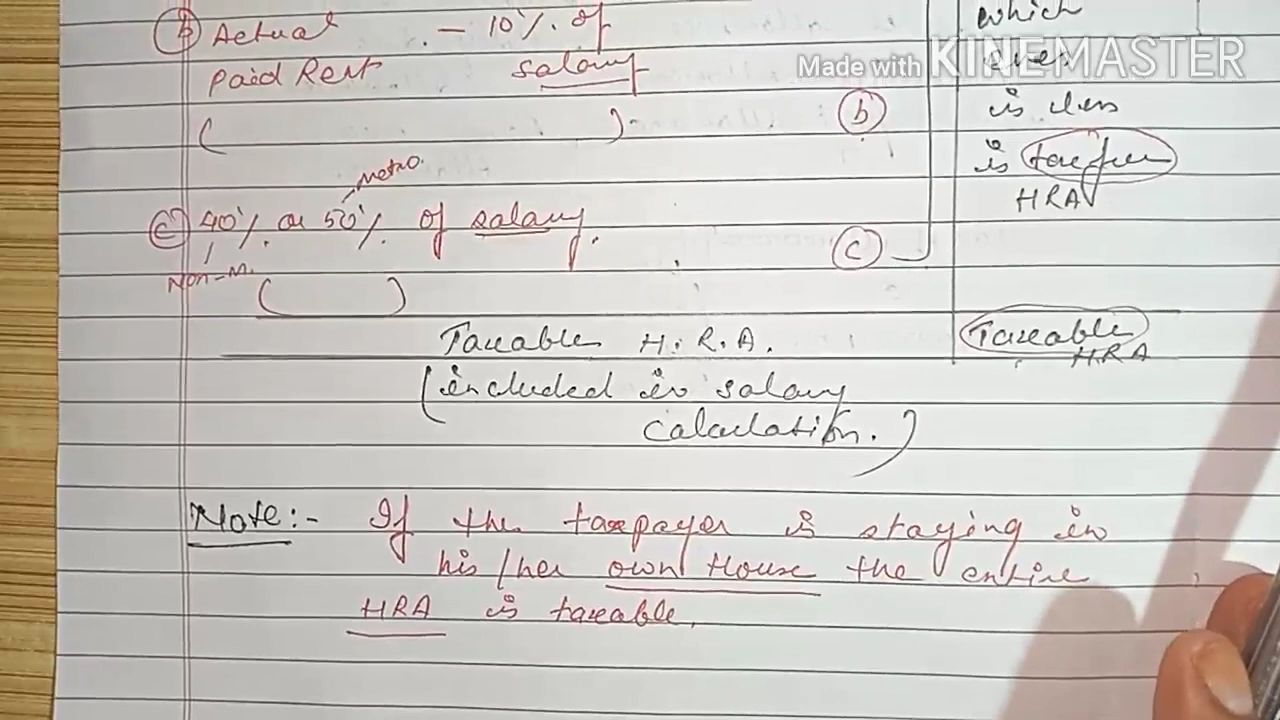 which
(b) Actual - 10%. of
Made with KINEMASTER
Paid Rent salary
ever
( )
(b)
is less
Metro.
is taxfree
HRA
(c) 40%. or 50%. of salary.
(c)
Non-M.
( )
Taxable H.R.A.
Taxable
HRA
(included in salary
calculation.)
Note:- If the taxpayer is staying in
his/her own House the entire
HRA is taxable.